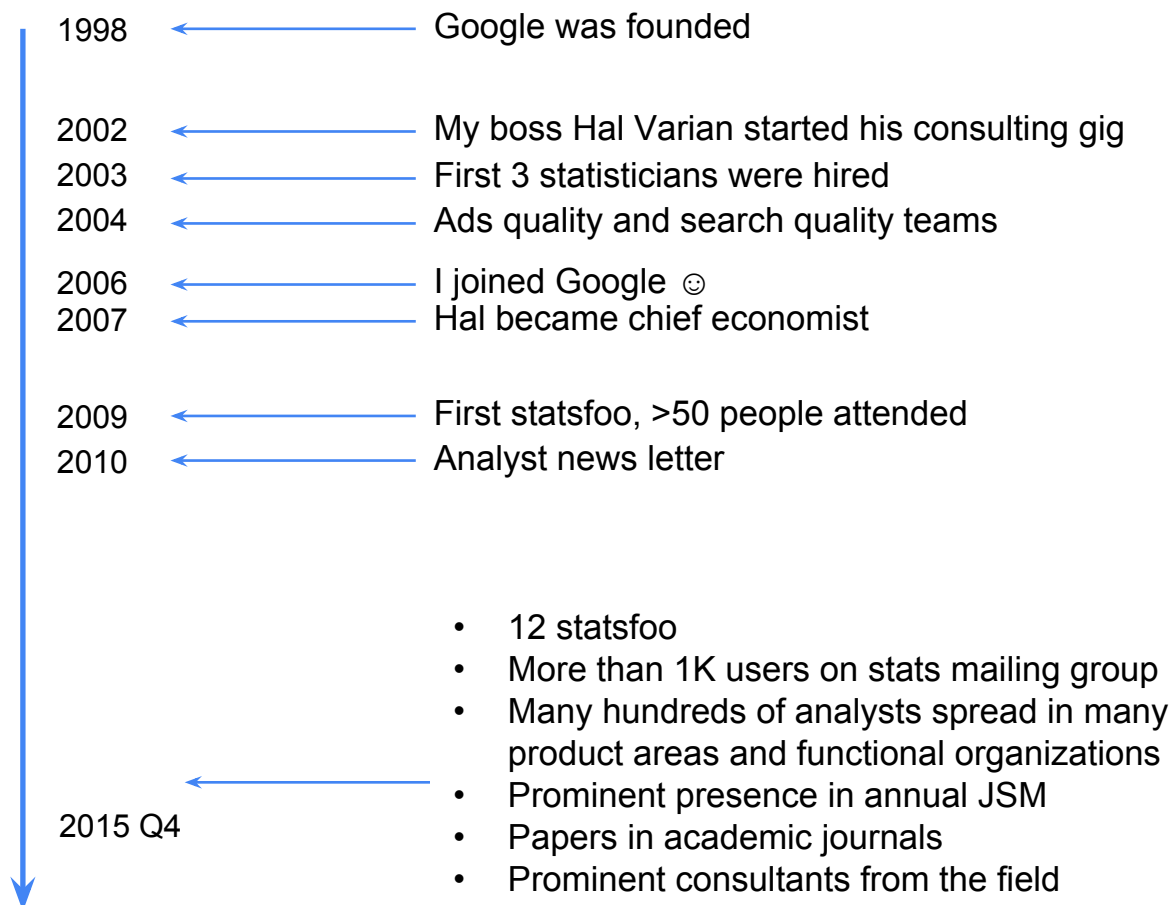 1998 Google was founded
2002 My boss Hal Varian started his consulting gig
2003 First 3 statisticians were hired
2004 Ads quality and search quality teams
2006 I joined Google ☺
2007 Hal became chief economist
2009 First statsfoo, >50 people attended
2010 Analyst news letter
• 12 statsfoo
• More than 1K users on stats mailing group
• Many hundreds of analysts spread in many
product areas and functional organizations
• Prominent presence in annual JSM
2015 Q4
• Papers in academic journals
• Prominent consultants from the field